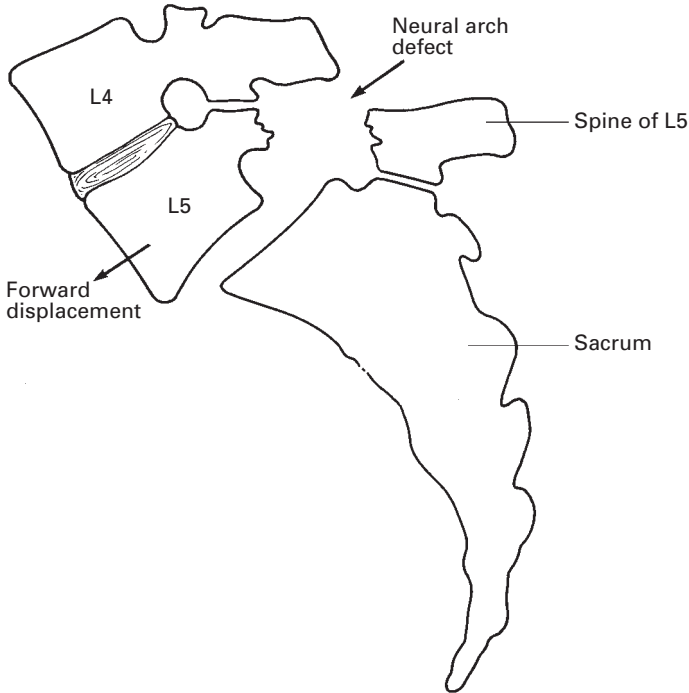 Neural arch
defect
L4
Spine of L5
L5
Forward
displacement
Sacrum